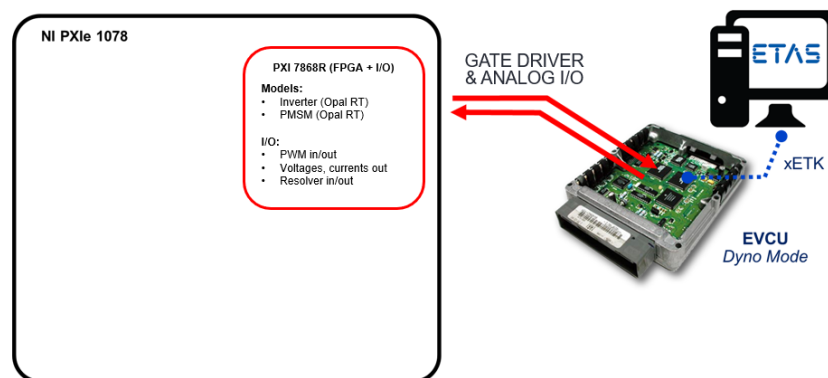 NI PXIe 1078
PXI 7868R (FPGA + I/O)
Models:
• Inverter (Opal RT)
• PMSM (Opal RT)
I/O:
• PWM in/out
• Voltages, currents out
• Resolver in/out
GATE DRIVER
& ANALOG I/O
ETAS
xETK
EVCU
Dyno Mode